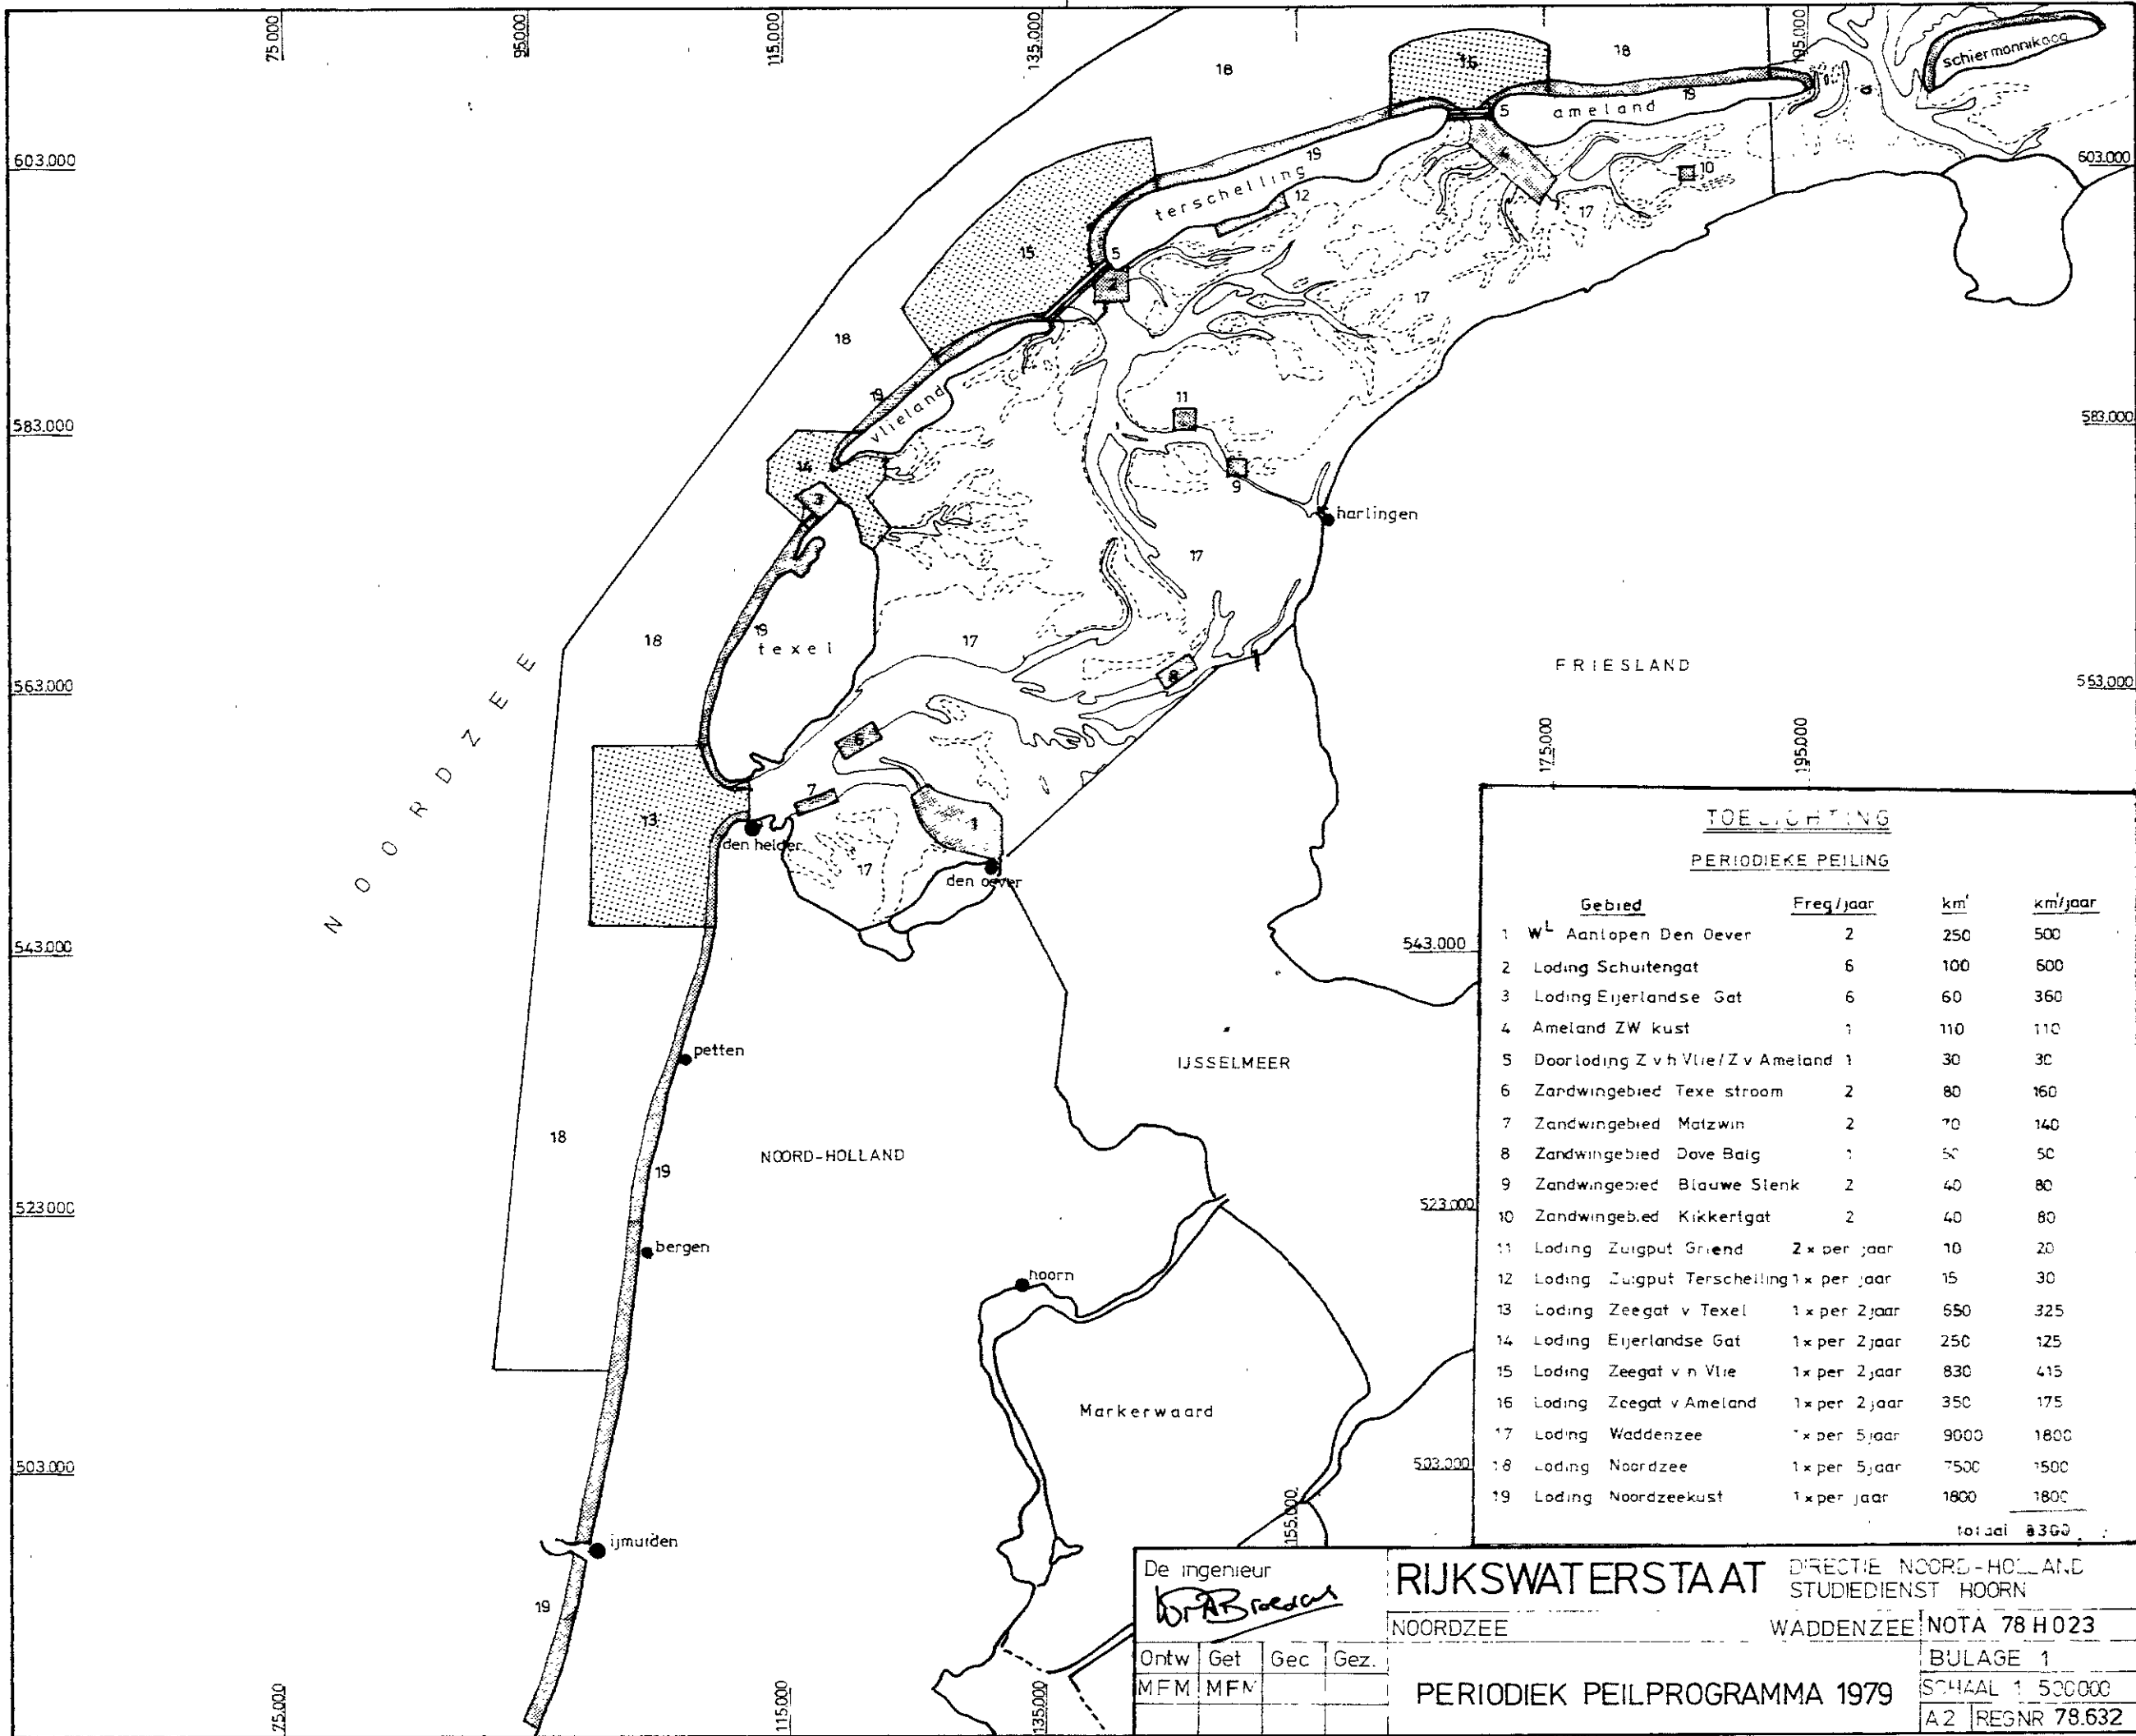 75.000 95.000 115.000 135.000 195.000
18 16 18 schiermonnikoog
5 ameland 19
603.000 19 4 10 603.000
terschelling 12 17
15 5
2 17
18
19 vlieland 11
583.000 583.000
14 9
3 harlingen
17
18 19 texel 17 FRIESLAND
NOORDZEE
563.000 8 563.000
6 175.000 195.000
7
13 1
den helder 17
den oever
543.000 543.000
petten
IJSSELMEER
18 NOORD-HOLLAND
19
523.000 523.000
bergen
hoorn
Markerwaard
503.000 503.000
155.000
ijmuiden
19
75.000 115.000 135.000
TOELICHTING
PERIODIEKE PEILING
Gebied Freq/jaar km' km'/jaar
1 WL Aanlopen Den Oever 2 250 500
2 Loding Schuitengat 6 100 600
3 Loding Eijerlandse Gat 6 60 360
4 Ameland ZW kust 1 110 110
5 Doorloding Z v h Vlie/Z v Ameland 1 30 30
6 Zandwingebied Texe stroom 2 80 160
7 Zandwingebied Malzwin 2 70 140
8 Zandwingebied Dove Balg 1 50 50
9 Zandwingebied Blauwe Slenk 2 40 80
10 Zandwingebied Kikkertgat 2 40 80
11 Loding Zuigput Griend 2 x per jaar 10 20
12 Loding Zuigput Terschelling 1 x per jaar 15 30
13 Loding Zeegat v Texel 1 x per 2 jaar 650 325
14 Loding Eijerlandse Gat 1 x per 2 jaar 250 125
15 Loding Zeegat v n Vlie 1 x per 2 jaar 830 415
16 Loding Zeegat v Ameland 1 x per 2 jaar 350 175
17 Loding Waddenzee 1 x per 5 jaar 9000 1800
18 Loding Noordzee 1 x per 5 jaar 7500 1500
19 Loding Noordzeekust 1 x per jaar 1800 1800
totaal 8300
De ingenieur
RIJKSWATERSTAAT DIRECTIE NOORD-HOLLAND
STUDIEDIENST HOORN
NOORDZEE WADDENZEE NOTA 78 H 023
Ontw Get Gec Gez.
MFM MFM
PERIODIEK PEILPROGRAMMA 1979
BIJLAGE 1
SCHAAL 1 500000
A2 REGNR 78.632